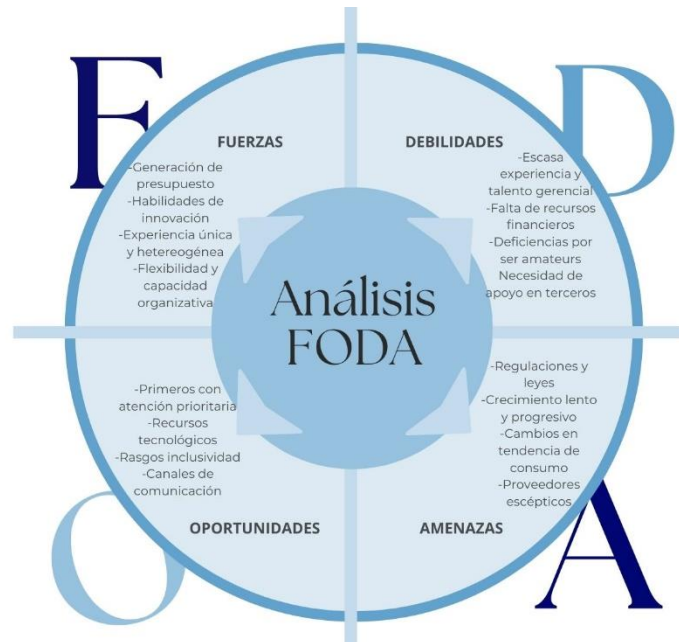 F
D
FUERZAS
-Generación de
presupuesto
-Habilidades de
innovación
-Experiencia única
y hetereogénea
-Flexibilidad y
capacidad
organizativa
DEBILIDADES
-Escasa
experiencia y
talento gerencial
-Falta de recursos
financieros
-Deficiencias por
ser amateurs
Necesidad de
apoyo en terceros
Análisis
FODA
-Primeros con
atención prioritaria
-Recursos
tecnológicos
-Rasgos inclusividad
-Canales de
comunicación
OPORTUNIDADES
-Regulaciones y
leyes
-Crecimiento lento
y progresivo
-Cambios en
tendencia de
consumo
-Proveedores
escépticos
AMENAZAS
O
A